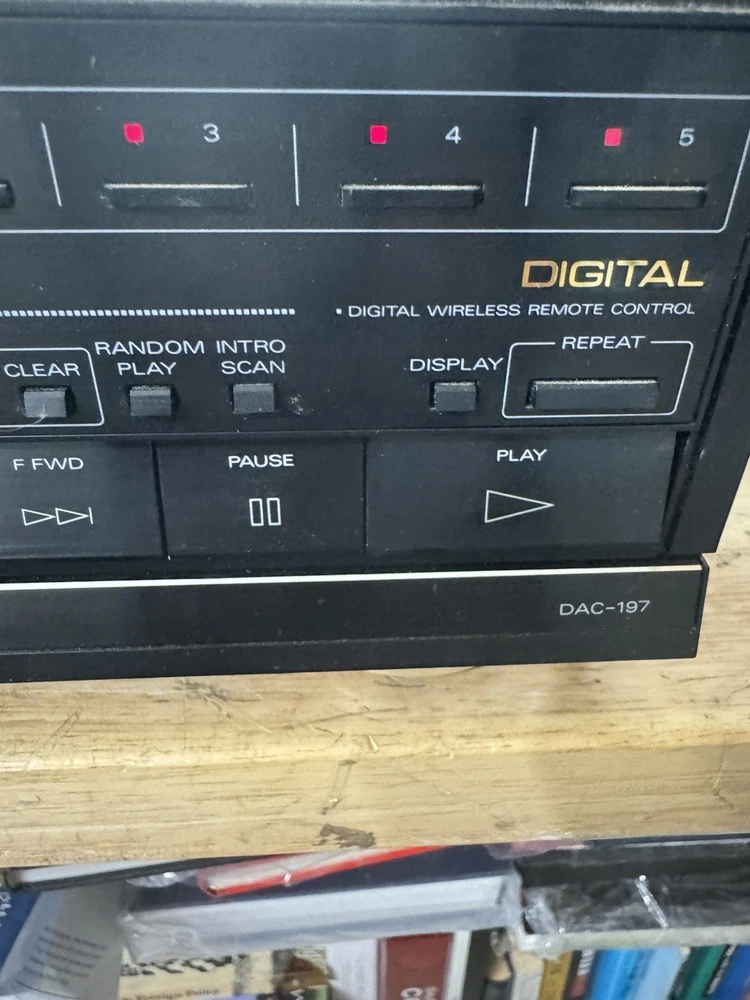 3 4 5
DIGITAL
DIGITAL WIRELESS REMOTE CONTROL
REPEAT
RANDOM PLAY
INTRO SCAN
CLEAR
DISPLAY
F FWD
PAUSE
PLAY
DAC-197